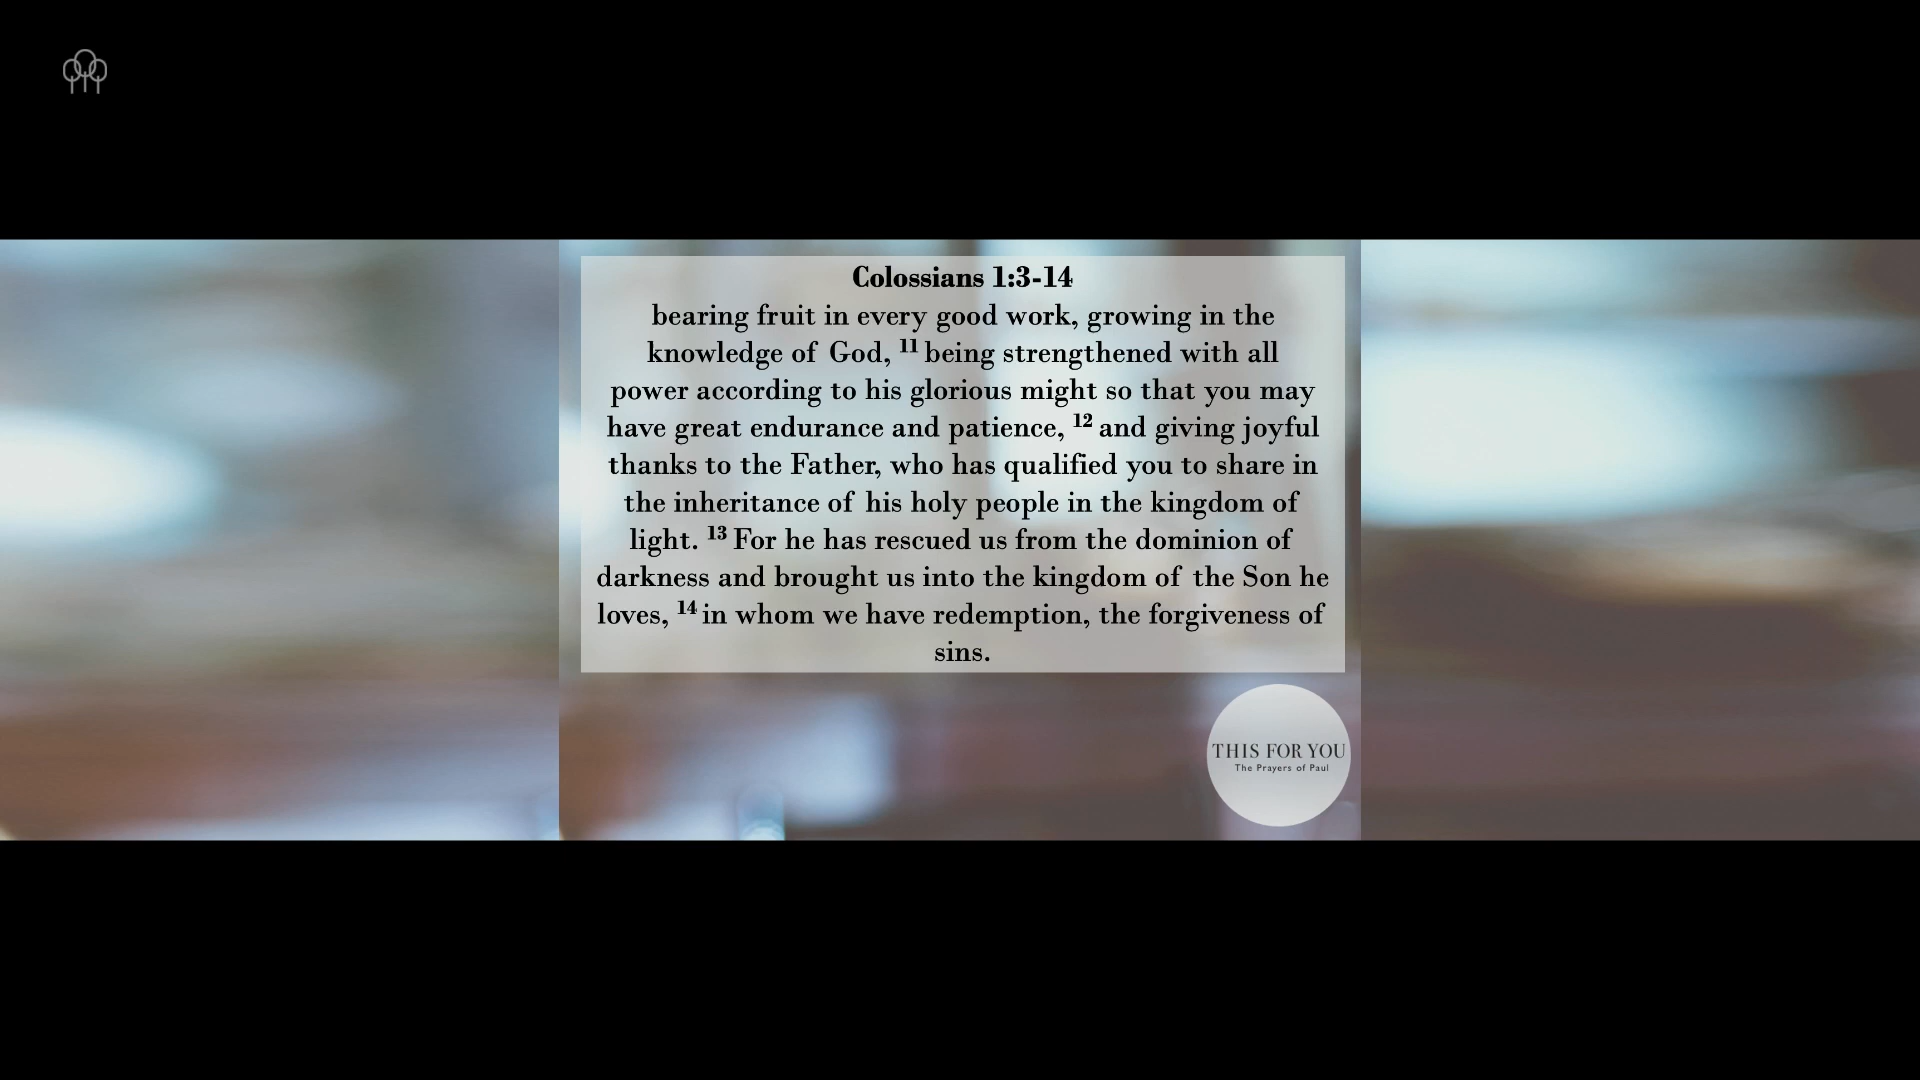 Colossians 1:3-14
bearing fruit in every good work, growing in the
knowledge of God, 11 being strengthened with all
power according to his glorious might so that you may
have great endurance and patience, 12 and giving joyful
thanks to the Father, who has qualified you to share in
the inheritance of his holy people in the kingdom of
light. 13 For he has rescued us from the dominion of
darkness and brought us into the kingdom of the Son he
loves, 14 in whom we have redemption, the forgiveness of
sins.
THIS FOR YOU
The Prayers of Paul